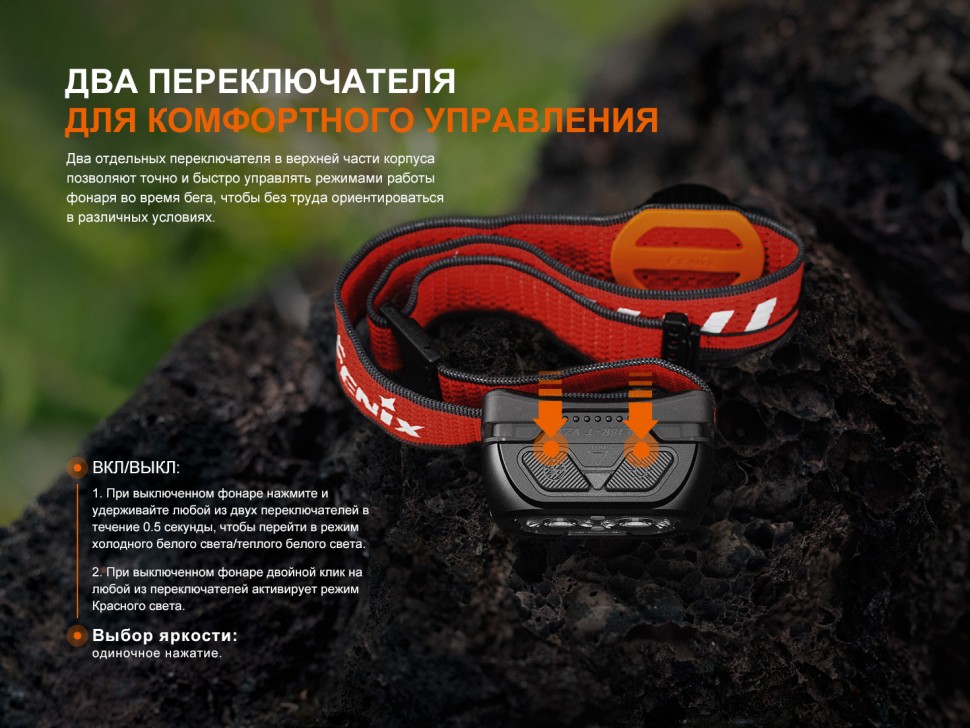 ДВА ПЕРЕКЛЮЧАТЕЛЯ
ДЛЯ КОМФОРТНОГО УПРАВЛЕНИЯ
Два отдельных переключателя в верхней части корпуса
позволяют точно и быстро управлять режимами работы
фонаря во время бега, чтобы без труда ориентироваться
в различных условиях.
FENIX
ВКЛ/ВЫКЛ:
1. При выключенном фонаре нажмите и
удерживайте любой из двух переключателей в
течение 0.5 секунды, чтобы перейти в режим
холодного белого света/теплого белого света.
2. При выключенном фонаре двойной клик на
любой из переключателей активирует режим
Красного света.
Выбор яркости:
одиночное нажатие.